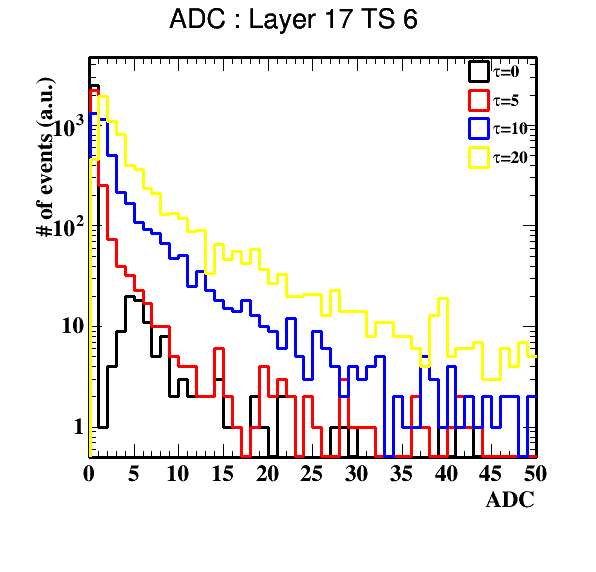 ADC : Layer 17 TS 6
# of events (a.u.)
τ=0
τ=5
τ=10
τ=20
10³
10²
10
1
0 5 10 15 20 25 30 35 40 45 50
ADC